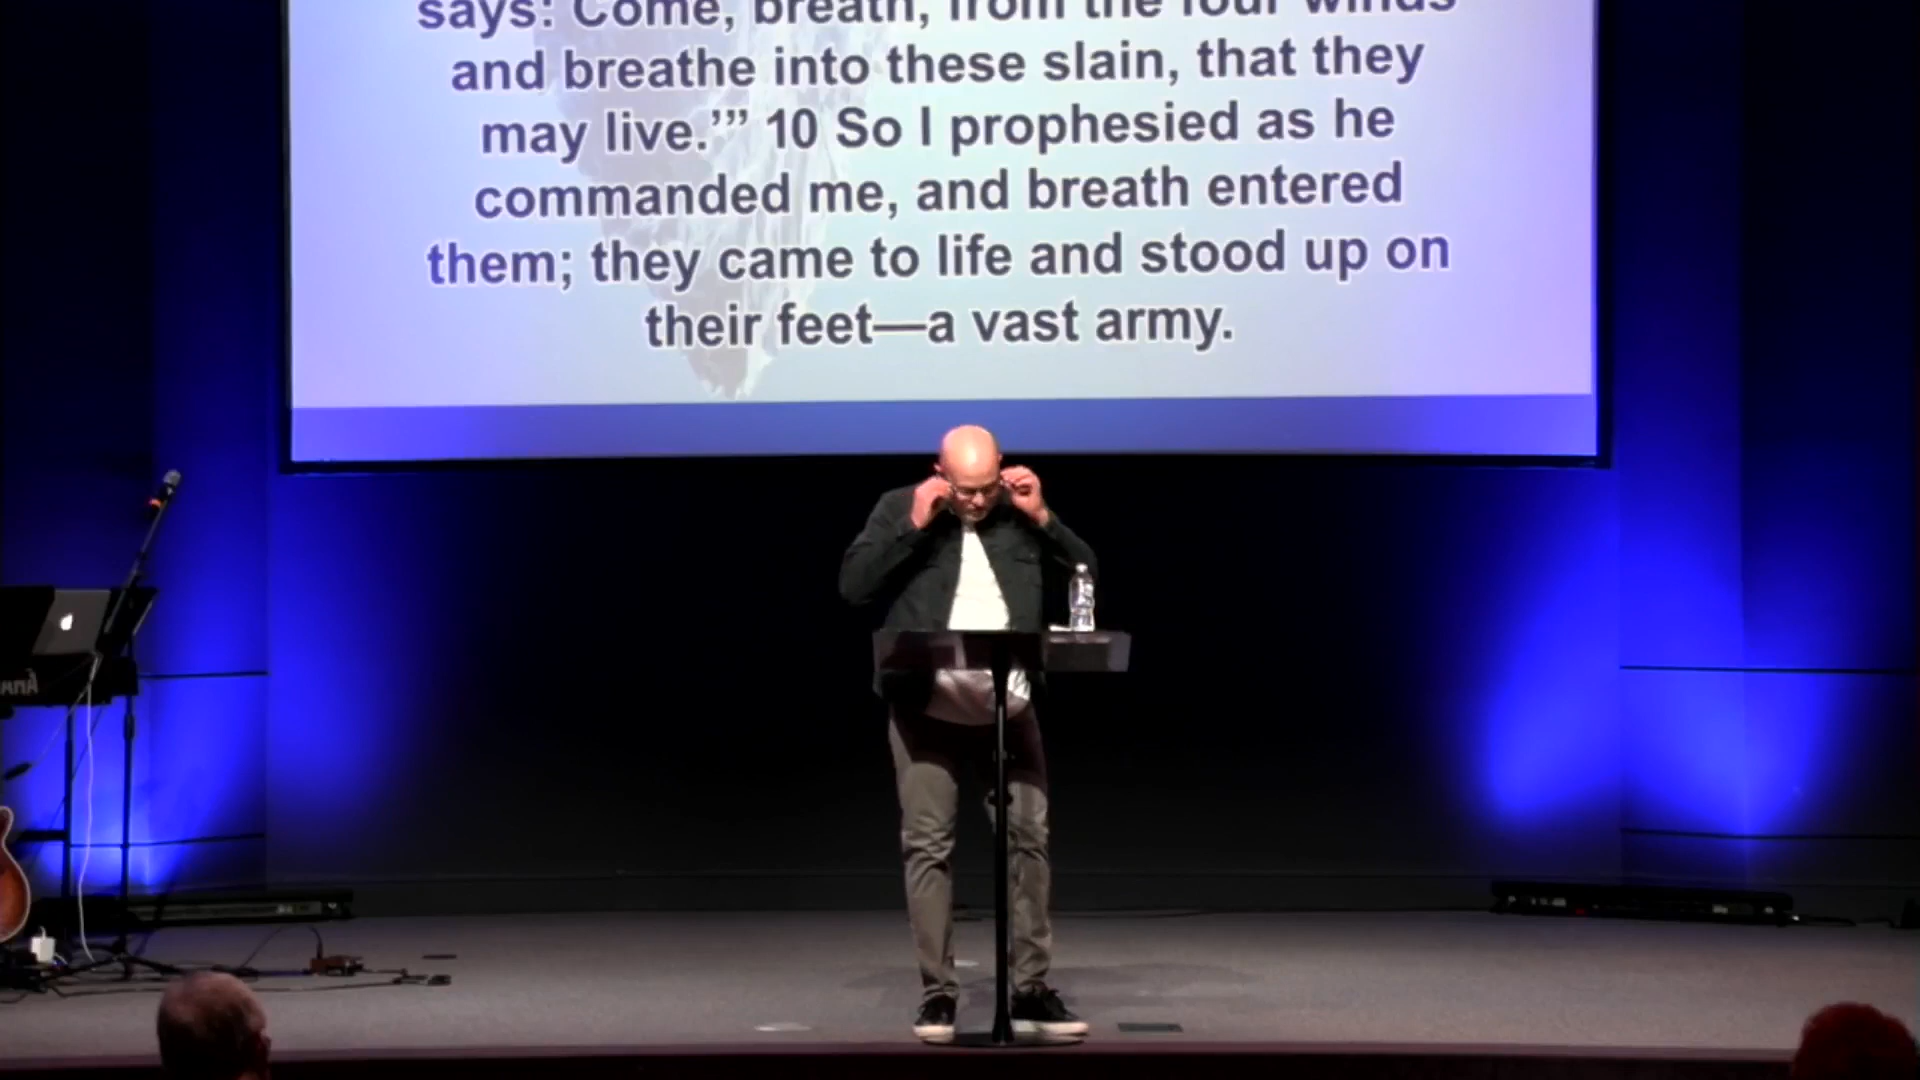 says: Come, breath, from the four winds
and breathe into these slain, that they
may live.’”” 10 So I prophesied as he
commanded me, and breath entered
them; they came to life and stood up on
their feet—a vast army.